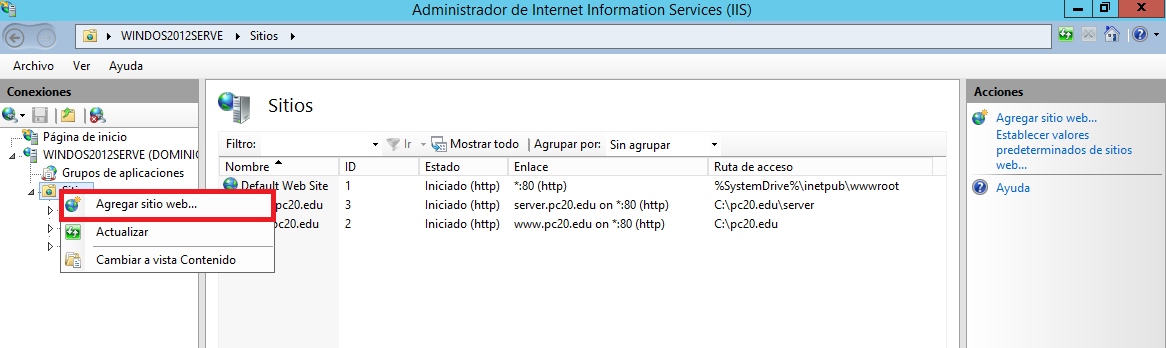 Administrador de Internet Information Services (IIS)
WINDOS2012SERVE
Sitios
Archivo Ver Ayuda
Conexiones
Página de inicio
WINDOS2012SERVE (DOMINIC
Grupos de aplicaciones
Agregar sitio web...
Actualizar
Cambiar a vista Contenido
Sitios
Filtro: Ir Mostrar todo Agrupar por: Sin agrupar
Nombre ID Estado Enlace Ruta de acceso
Default Web Site 1 Iniciado (http) *:80 (http) %SystemDrive%\inetpub\wwwroot
.pc20.edu 3 Iniciado (http) server.pc20.edu on *:80 (http) C:\pc20.edu\server
pc20.edu 2 Iniciado (http) www.pc20.edu on *:80 (http) C:\pc20.edu
Acciones
Agregar sitio web...
Establecer valores
predeterminados de sitios
web...
Ayuda